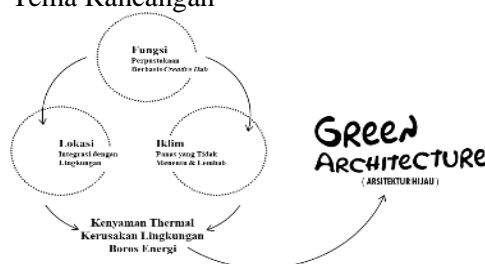 Tema Rancangan
Fungsi
Perpustakaan
Berbasis Creative Hub
Lokasi
Integrasi dengan
Lingkungan
Iklim
Panas yang Tidak
Menentu & Lembab
Kenyaman Thermal
Kerusakan Lingkungan
Boros Energi
GREEN
ARCHITECTURE
( ARSITEKTUR HIJAU )